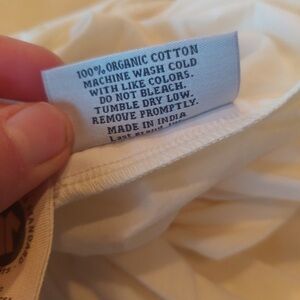 100% ORGANIC COTTON
MACHINE WASH COLD
WITH LIKE COLORS.
DO NOT BLEACH.
TUMBLE DRY LOW.
REMOVE PROMPTLY.
MADE IN INDIA